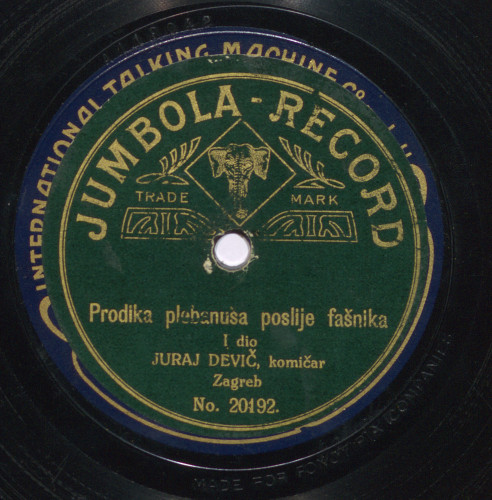 INTERNATIONAL TALKING MACHINE Co.
JUMBOLA-RECORD
TRADE MARK
Prodika plebanuša poslije fašnika
I dio
JURAJ DEVIČ, komičar
Zagreb
No. 20192.
MADE FOR FONOTIPIA COMPANIES